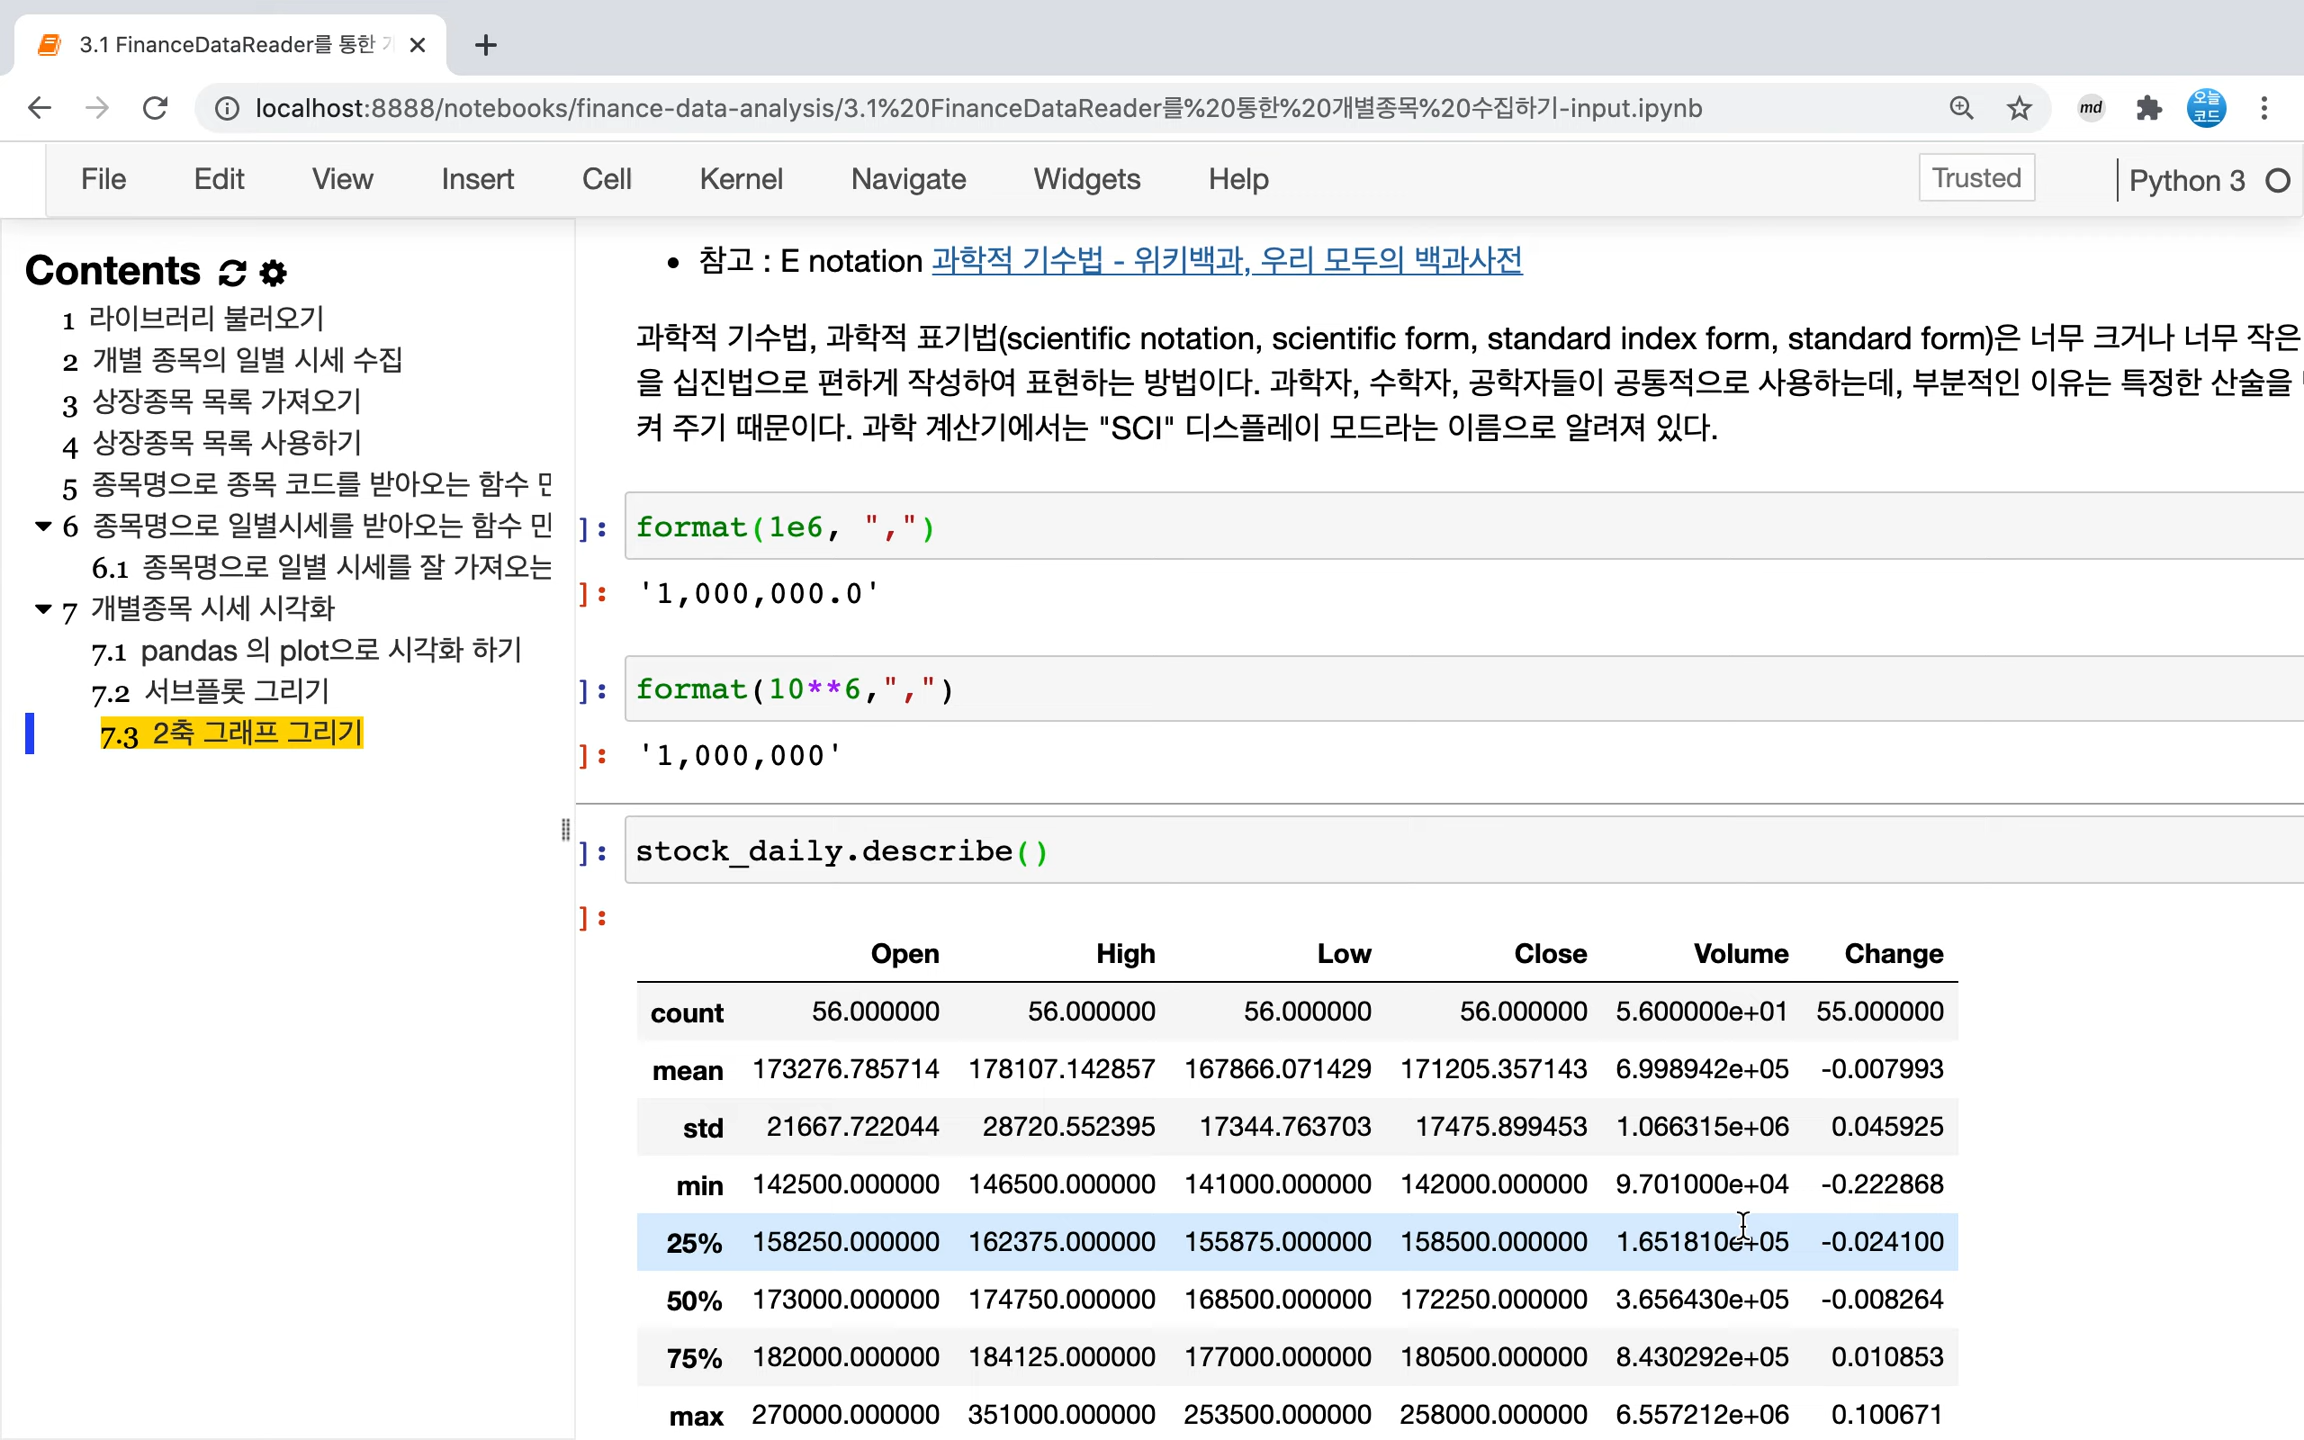 3.1 FinanceDataReader를 통한
localhost:8888/notebooks/finance-data-analysis/3.1%20FinanceDataReader를%20통한%20개별종목%20수집하기-input.ipynb
md
오늘
코드
File Edit View Insert Cell Kernel Navigate Widgets Help Trusted Python 3
Contents
1 라이브러리 불러오기
2 개별 종목의 일별 시세 수집
3 상장종목 목록 가져오기
4 상장종목 목록 사용하기
5 종목명으로 종목 코드를 받아오는 함수
6 종목명으로 일별시세를 받아오는 함수
6.1 종목명으로 일별 시세를 잘 가져오는
7 개별종목 시세 시각화
7.1 pandas 의 plot으로 시각화 하기
7.2 서브플롯 그리기
7.3 2축 그래프 그리기
• 참고 : E notation 과학적 기수법 - 위키백과, 우리 모두의 백과사전
과학적 기수법, 과학적 표기법(scientific notation, scientific form, standard index form, standard form)은 너무 크거나 너무 작은
을 십진법으로 편하게 작성하여 표현하는 방법이다. 과학자, 수학자, 공학자들이 공통적으로 사용하는데, 부분적인 이유는 특정한 산술을
켜 주기 때문이다. 과학 계산기에서는 "SCI" 디스플레이 모드라는 이름으로 알려져 있다.
]: format(1e6, ",")
]: '1,000,000.0'
]: format(10**6,",")
]: '1,000,000'
]: stock_daily.describe()
]:
Open High Low Close Volume Change
count 56.000000 56.000000 56.000000 56.000000 5.600000e+01 55.000000
mean 173276.785714 178107.142857 167866.071429 171205.357143 6.998942e+05 -0.007993
std 21667.722044 28720.552395 17344.763703 17475.899453 1.066315e+06 0.045925
min 142500.000000 146500.000000 141000.000000 142000.000000 9.701000e+04 -0.222868
25% 158250.000000 162375.000000 155875.000000 158500.000000 1.651810e+05 -0.024100
50% 173000.000000 174750.000000 168500.000000 172250.000000 3.656430e+05 -0.008264
75% 182000.000000 184125.000000 177000.000000 180500.000000 8.430292e+05 0.010853
max 270000.000000 351000.000000 253500.000000 258000.000000 6.557212e+06 0.100671